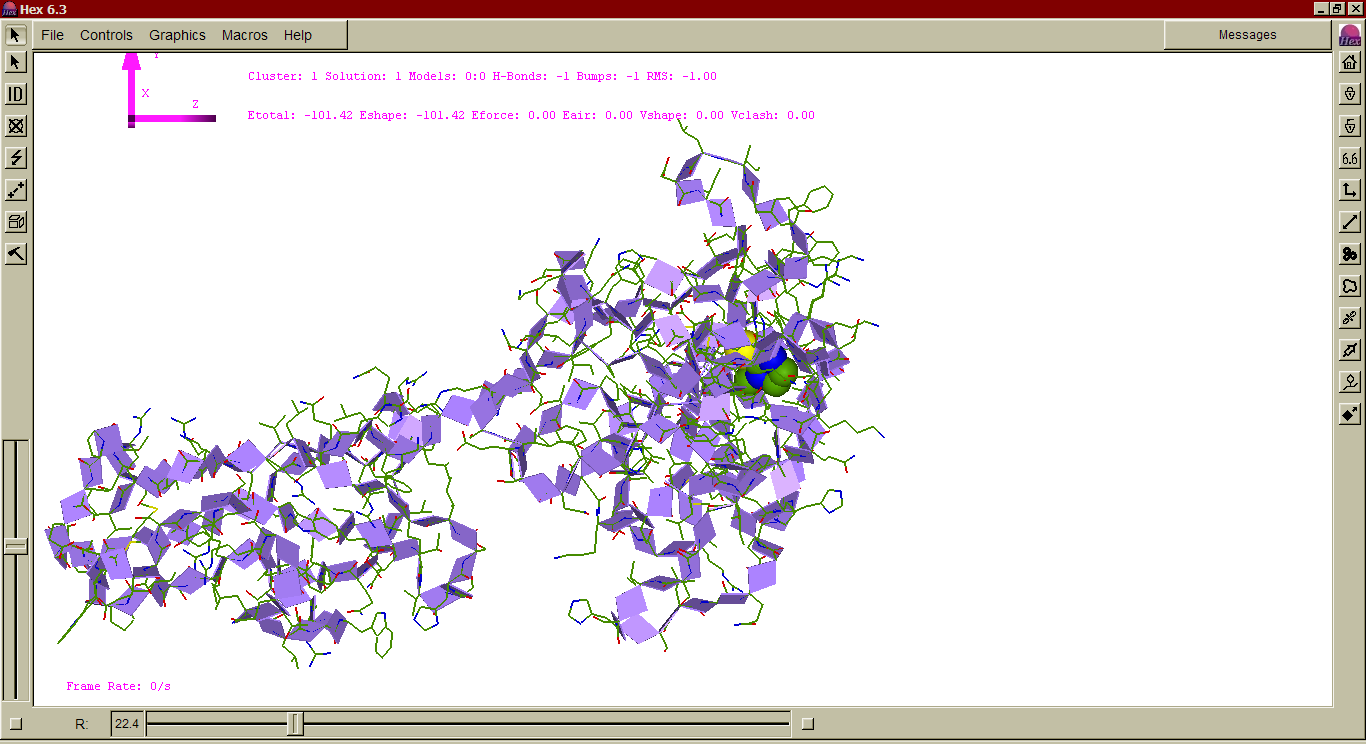 Hex 6.3
File Controls Graphics Macros Help Messages
Hex
Y
X
Z
Cluster: 1 Solution: 1 Models: 0:0 H-Bonds: -1 Bumps: -1 RMS: -1.00
Etotal: -101.42 Eshape: -101.42 Eforce: 0.00 Eair: 0.00 Vshape: 0.00 Vclash: 0.00
ID
6.6
Frame Rate: 0/s
R: 22.4